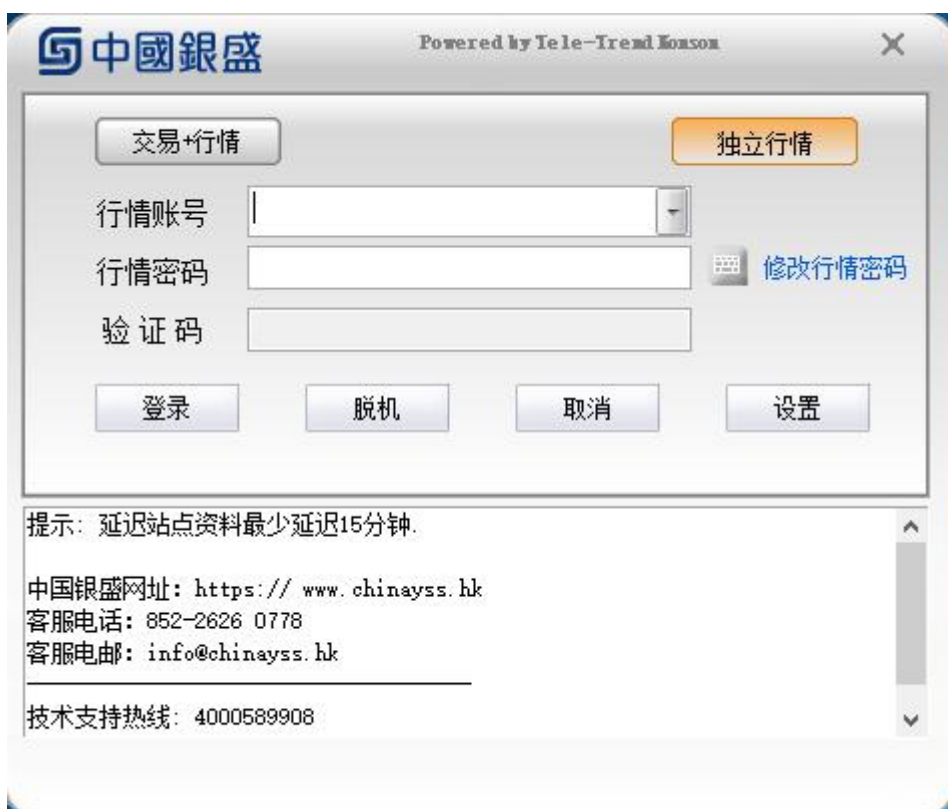 中國銀盛
Powered by Tele-Trend Konson
交易+行情
独立行情
行情账号
行情密码
修改行情密码
验证码
登录
脱机
取消
设置
提示: 延迟站点资料最少延迟15分钟.
中国银盛网址: https:// www.chinayss.hk
客服电话: 852-2626 0778
客服电邮: info@chinayss.hk
技术支持热线: 4000589908